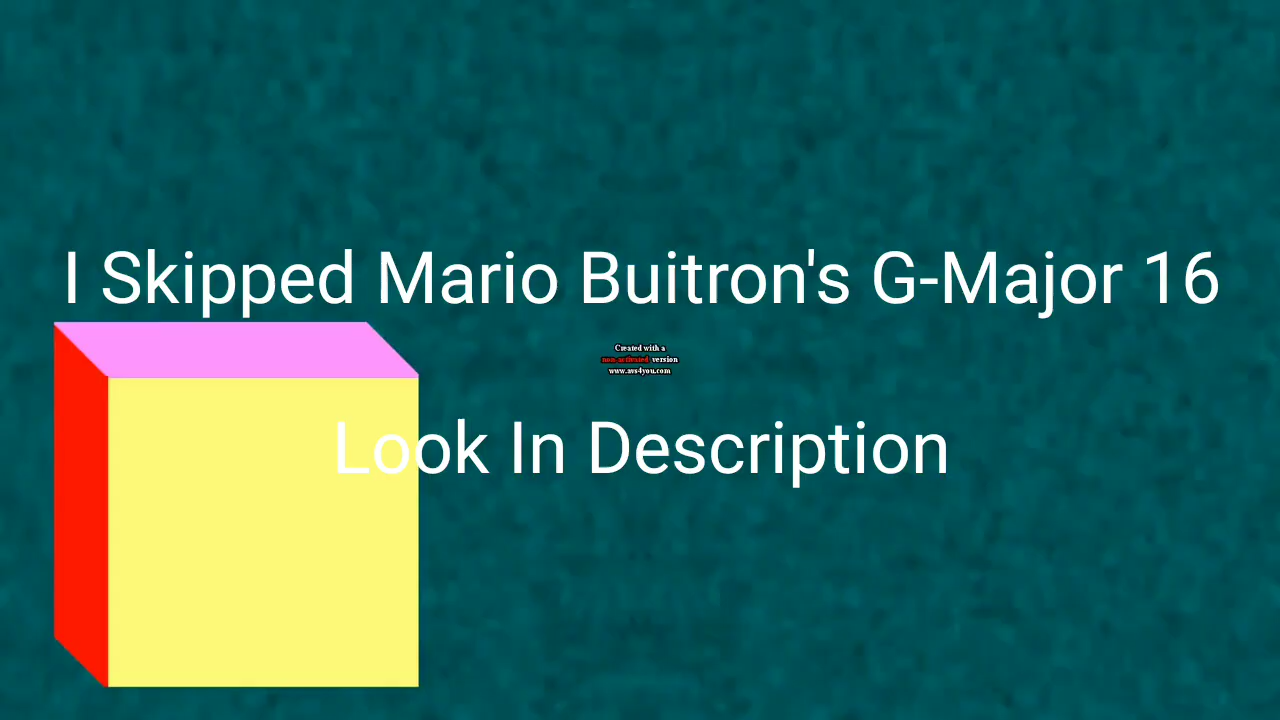 I Skipped Mario Buitron's G-Major 16
Created with a
non-activated version
www.avs4you.com
Look In Description